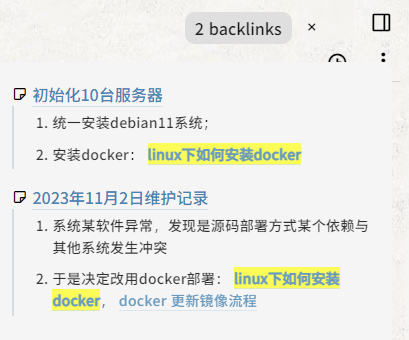 2 backlinks ×
初始化10台服务器
1. 统一安装debian11系统；
2. 安装docker： linux下如何安装docker
2023年11月2日维护记录
1. 系统某软件异常，发现是源码部署方式某个依赖与
其他系统发生冲突
2. 于是决定改用docker部署： linux下如何安装
docker， docker 更新镜像流程